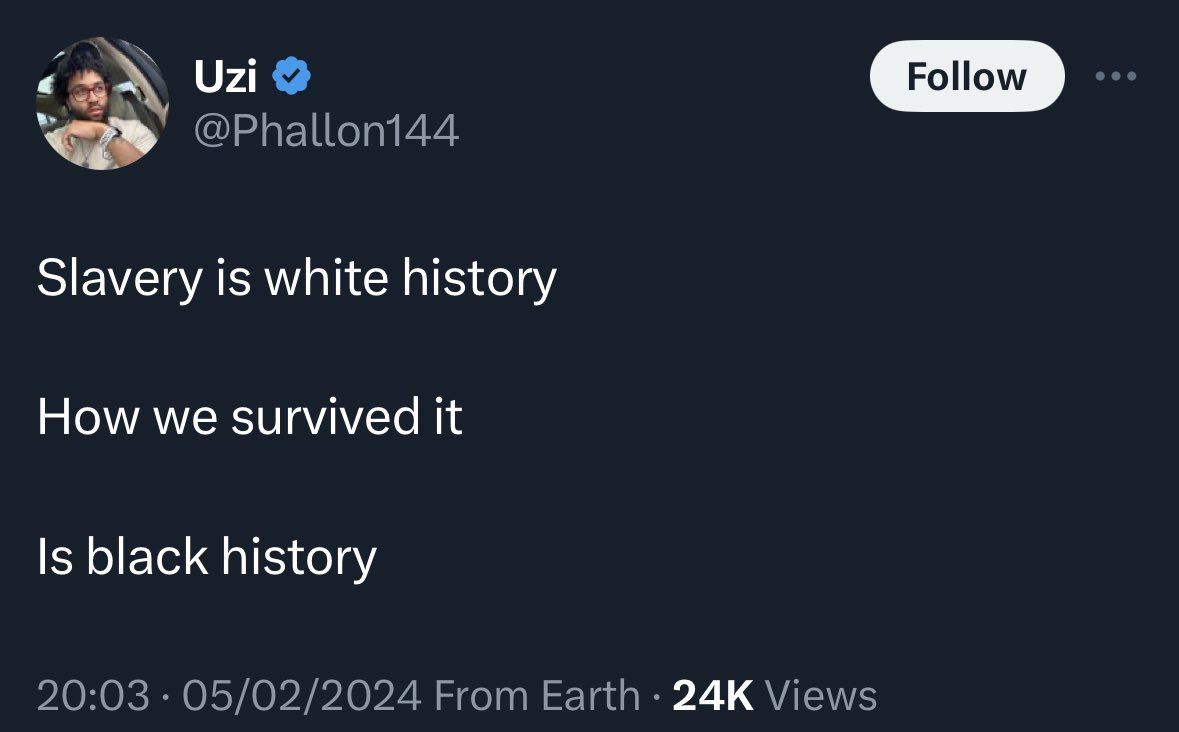 Uzi
Follow
@Phallon144
Slavery is white history
How we survived it
Is black history
20:03 · 05/02/2024 From Earth · 24K Views